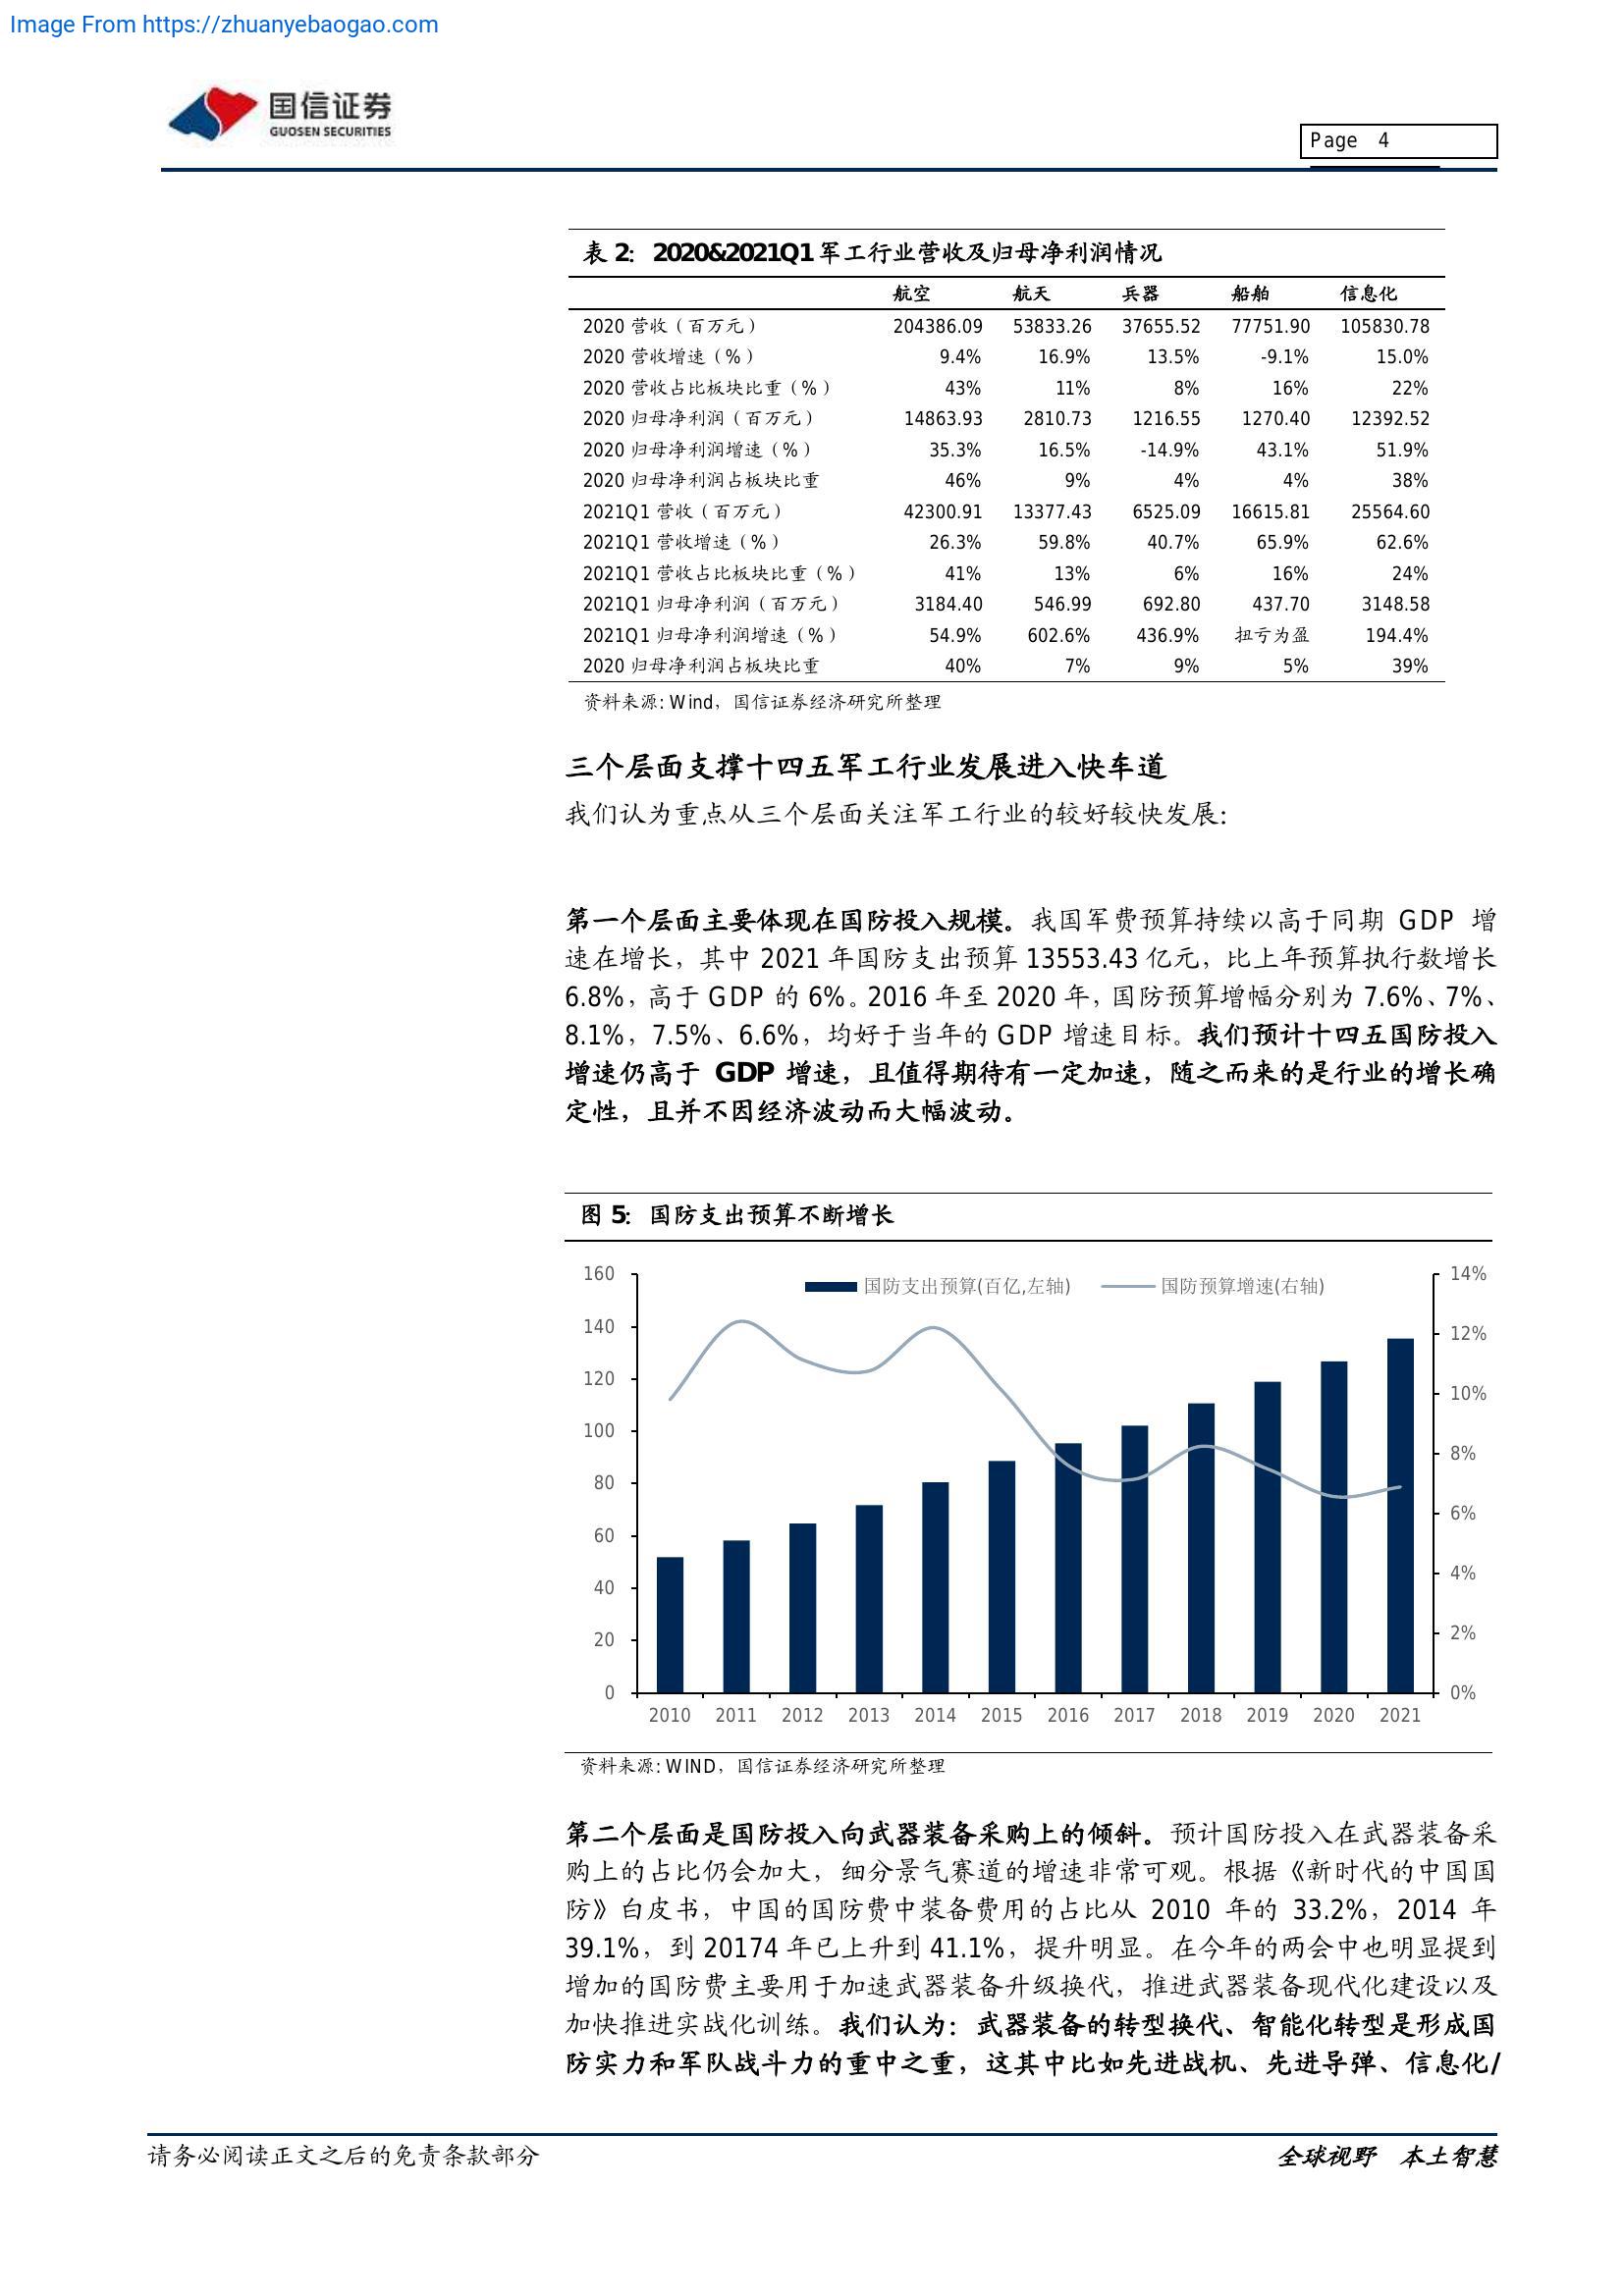 Image From https://zhuanyebaogao.com
国信证券
GUOSEN SECURITIES
Page 4
表 2：2020&2021Q1 军工行业营收及归母净利润情况
航空 航天 兵器 船舶 信息化
2020 营收（百万元） 204386.09 53833.26 37655.52 77751.90 105830.78
2020 营收增速（%） 9.4% 16.9% 13.5% -9.1% 15.0%
2020 营收占比板块比重（%） 43% 11% 8% 16% 22%
2020 归母净利润（百万元） 14863.93 2810.73 1216.55 1270.40 12392.52
2020 归母净利润增速（%） 35.3% 16.5% -14.9% 43.1% 51.9%
2020 归母净利润占板块比重 46% 9% 4% 4% 38%
2021Q1 营收（百万元） 42300.91 13377.43 6525.09 16615.81 25564.60
2021Q1 营收增速（%） 26.3% 59.8% 40.7% 65.9% 62.6%
2021Q1 营收占比板块比重（%） 41% 13% 6% 16% 24%
2021Q1 归母净利润（百万元） 3184.40 546.99 692.80 437.70 3148.58
2021Q1 归母净利润增速（%） 54.9% 602.6% 436.9% 扭亏为盈 194.4%
2020 归母净利润占板块比重 40% 7% 9% 5% 39%
资料来源: Wind，国信证券经济研究所整理
三个层面支撑十四五军工行业发展进入快车道
我们认为重点从三个层面关注军工行业的较好较快发展：
第一个层面主要体现在国防投入规模。我国军费预算持续以高于同期 GDP 增
速在增长，其中 2021 年国防支出预算 13553.43 亿元，比上年预算执行数增长
6.8%，高于 GDP 的 6%。2016 年至 2020 年，国防预算增幅分别为 7.6%、7%、
8.1%，7.5%、6.6%，均好于当年的 GDP 增速目标。我们预计十四五国防投入
增速仍高于 GDP 增速，且值得期待有一定加速，随之而来的是行业的增长确
定性，且并不因经济波动而大幅波动。
图 5：国防支出预算不断增长
国防支出预算(百亿,左轴) 国防预算增速(右轴)
160 14%
140 12%
120 10%
100 8%
80 6%
60 4%
40 2%
20 0%
0
2010 2011 2012 2013 2014 2015 2016 2017 2018 2019 2020 2021
资料来源: WIND，国信证券经济研究所整理
第二个层面是国防投入向武器装备采购上的倾斜。预计国防投入在武器装备采
购上的占比仍会加大，细分景气赛道的增速非常可观。根据《新时代的中国国
防》白皮书，中国的国防费中装备费用的占比从 2010 年的 33.2%，2014 年
39.1%，到 20174 年已上升到 41.1%，提升明显。在今年的两会中也明显提到
增加的国防费主要用于加速武器装备升级换代，推进武器装备现代化建设以及
加快推进实战化训练。我们认为：武器装备的转型换代、智能化转型是形成国
防实力和军队战斗力的重中之重，这其中比如先进战机、先进导弹、信息化/
请务必阅读正文之后的免责条款部分
全球视野 本土智慧